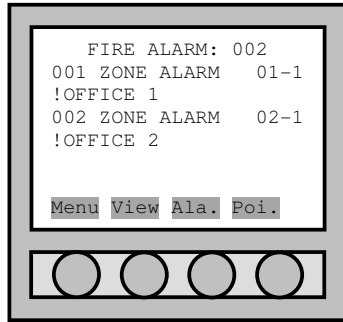 FIRE ALARM: 002
001 ZONE ALARM 01-1
!OFFICE 1
002 ZONE ALARM 02-1
!OFFICE 2
Menu View Ala. Poi.